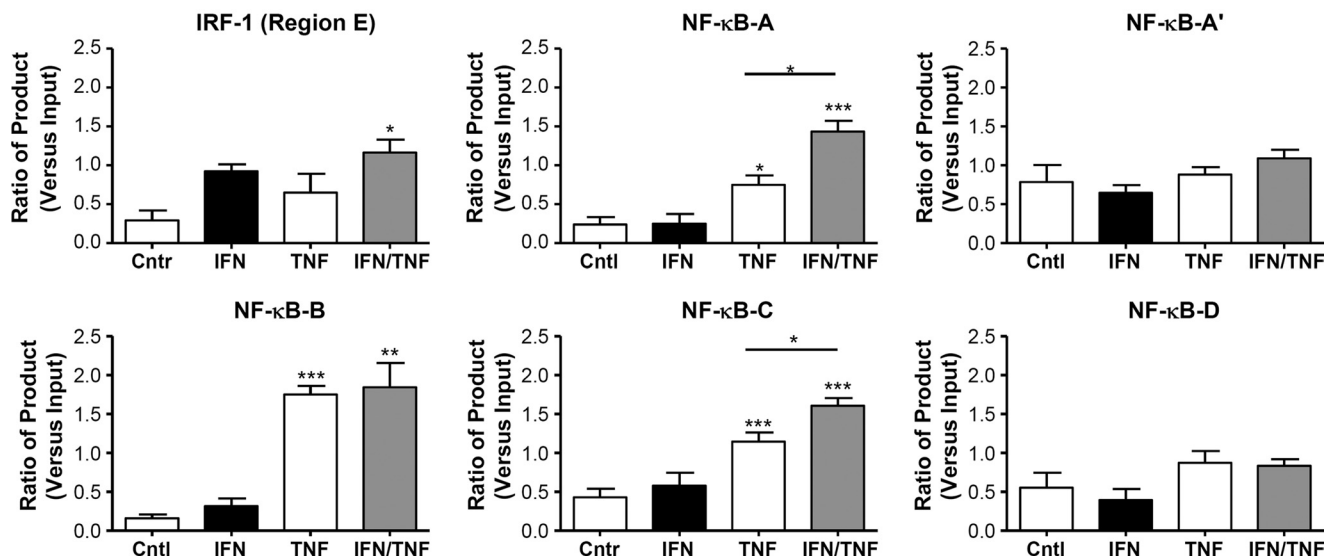 IRF-1 (Region E)
Ratio of Product
(Versus Input)
2.5
2.0
1.5
1.0
0.5
0.0
*
Cntr IFN TNF IFN/TNF
NF-κB-A
Ratio of Product
(Versus Input)
2.5
2.0
1.5
1.0
0.5
0.0
*
***
*
Cntl IFN TNF IFN/TNF
NF-κB-A'
Ratio of Product
(Versus Input)
2.5
2.0
1.5
1.0
0.5
0.0
Cntl IFN TNF IFN/TNF
NF-κB-B
Ratio of Product
(Versus Input)
2.5
2.0
1.5
1.0
0.5
0.0
**
***
Cntl IFN TNF IFN/TNF
NF-κB-C
Ratio of Product
(Versus Input)
2.5
2.0
1.5
1.0
0.5
0.0
*
***
***
Cntl IFN TNF IFN/TNF
NF-κB-D
Ratio of Product
(Versus Input)
2.5
2.0
1.5
1.0
0.5
0.0
Cntl IFN TNF IFN/TNF